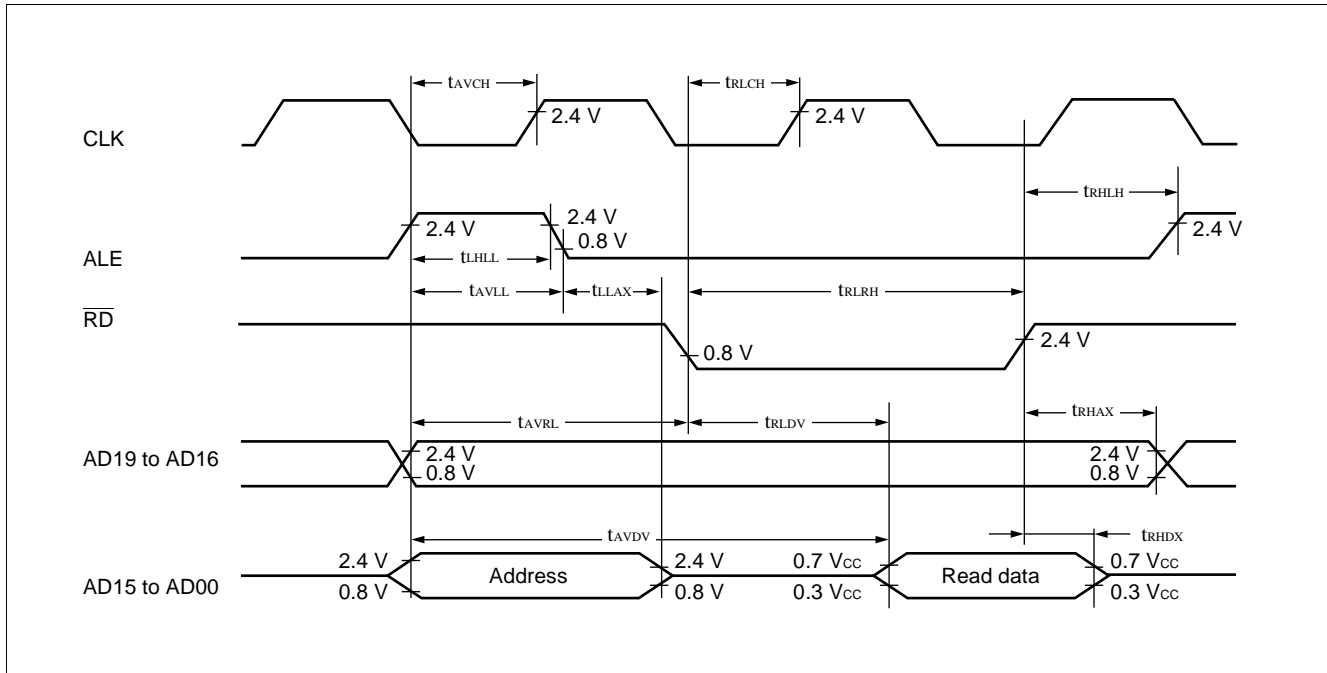 tAVCH
tRLCH
CLK
2.4 V
2.4 V
tRHLH
ALE
2.4 V
2.4 V
0.8 V
2.4 V
tLHLL
tAVLL
tLLAX
tRLRH
RD
0.8 V
2.4 V
tAVRL
tRLDV
tRHAX
AD19 to AD16
2.4 V
0.8 V
2.4 V
0.8 V
tAVDV
tRHDX
AD15 to AD00
2.4 V
0.8 V
Address
2.4 V
0.8 V
0.7 VCC
0.3 VCC
Read data
0.7 VCC
0.3 VCC